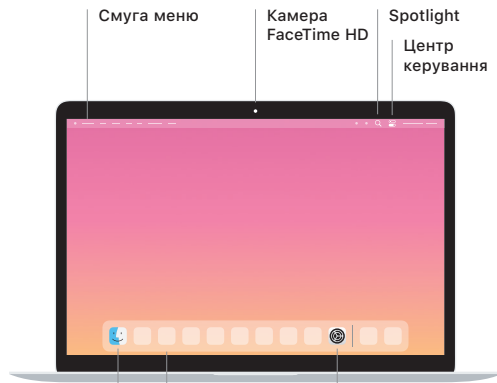 Смуга меню
Камера
FaceTime HD
Spotlight
Центр
керування